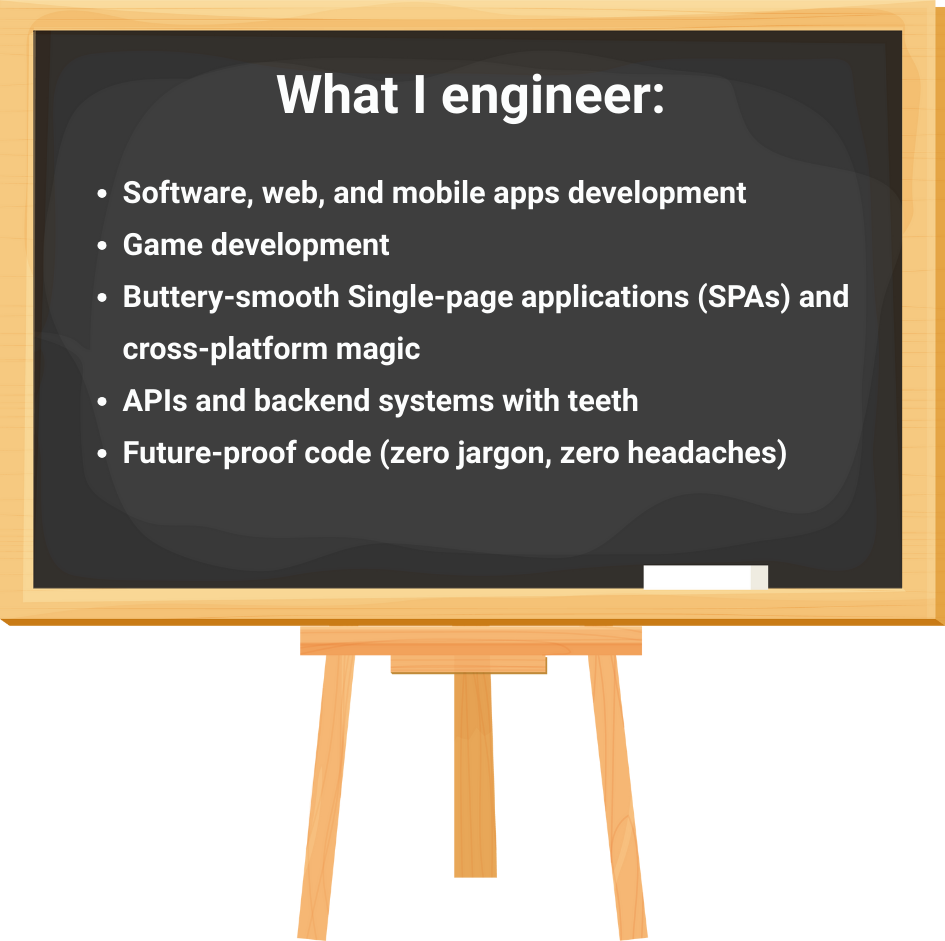 What I engineer:
• Software, web, and mobile apps development
• Game development
• Buttery-smooth Single-page applications (SPAs) and
cross-platform magic
• APIs and backend systems with teeth
• Future-proof code (zero jargon, zero headaches)